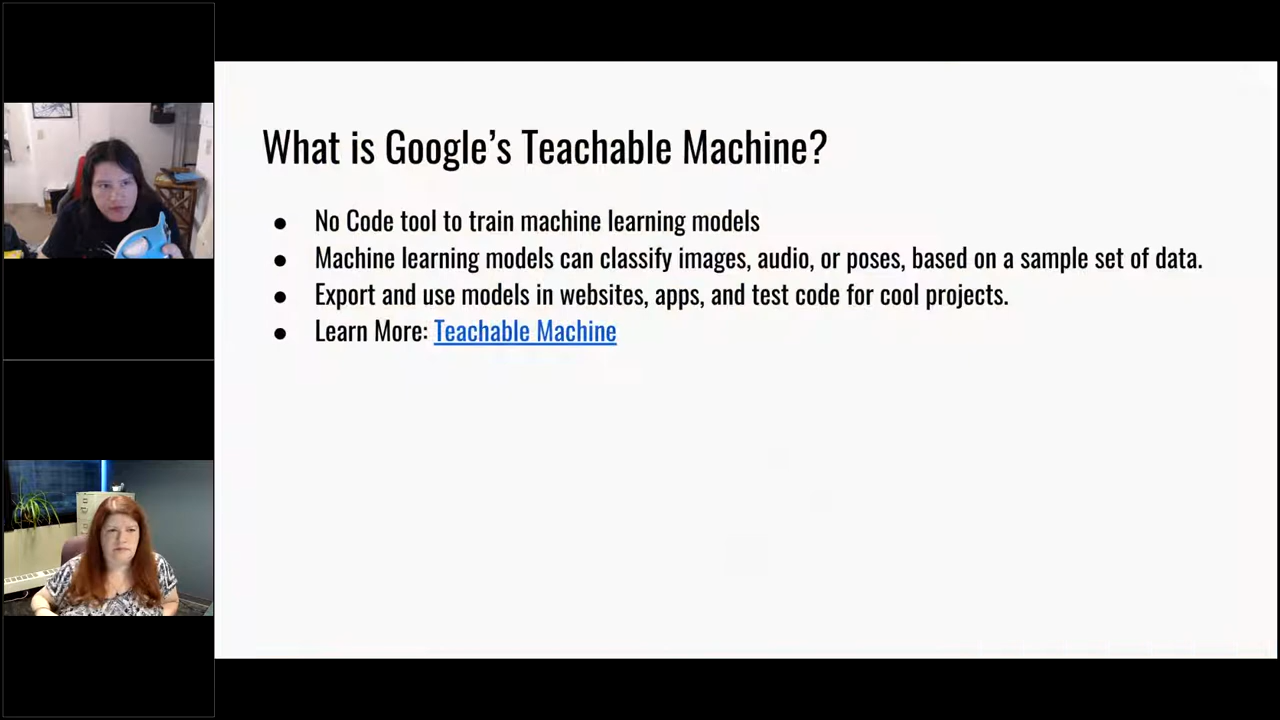 What is Google’s Teachable Machine?
● No Code tool to train machine learning models
● Machine learning models can classify images, audio, or poses, based on a sample set of data.
● Export and use models in websites, apps, and test code for cool projects.
● Learn More: Teachable Machine